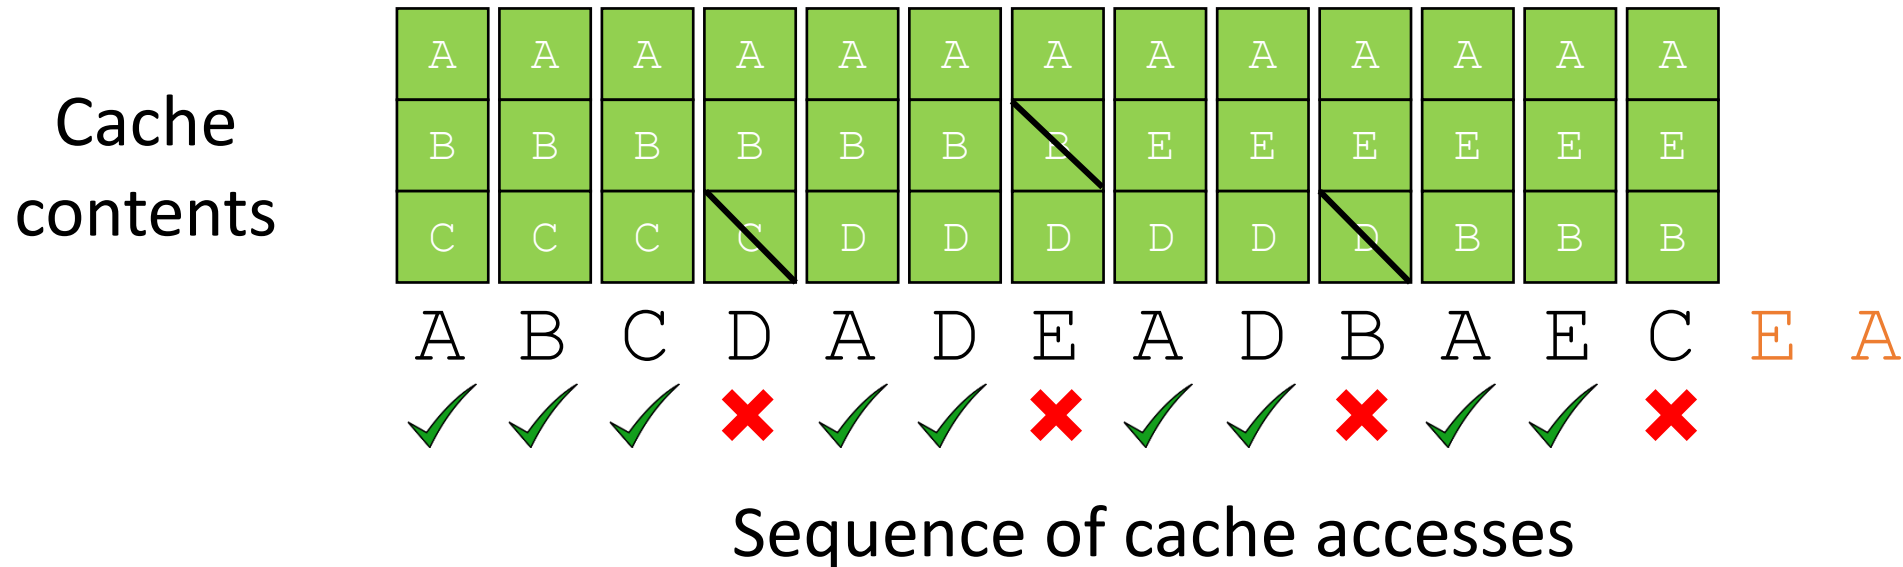 A A A A A A A A A A A A A
Cache
B B B B B B B E E E E E E
contents
C C C C D D D D D D B B B
A B C D A D E A D B A E C E A
Sequence of cache accesses